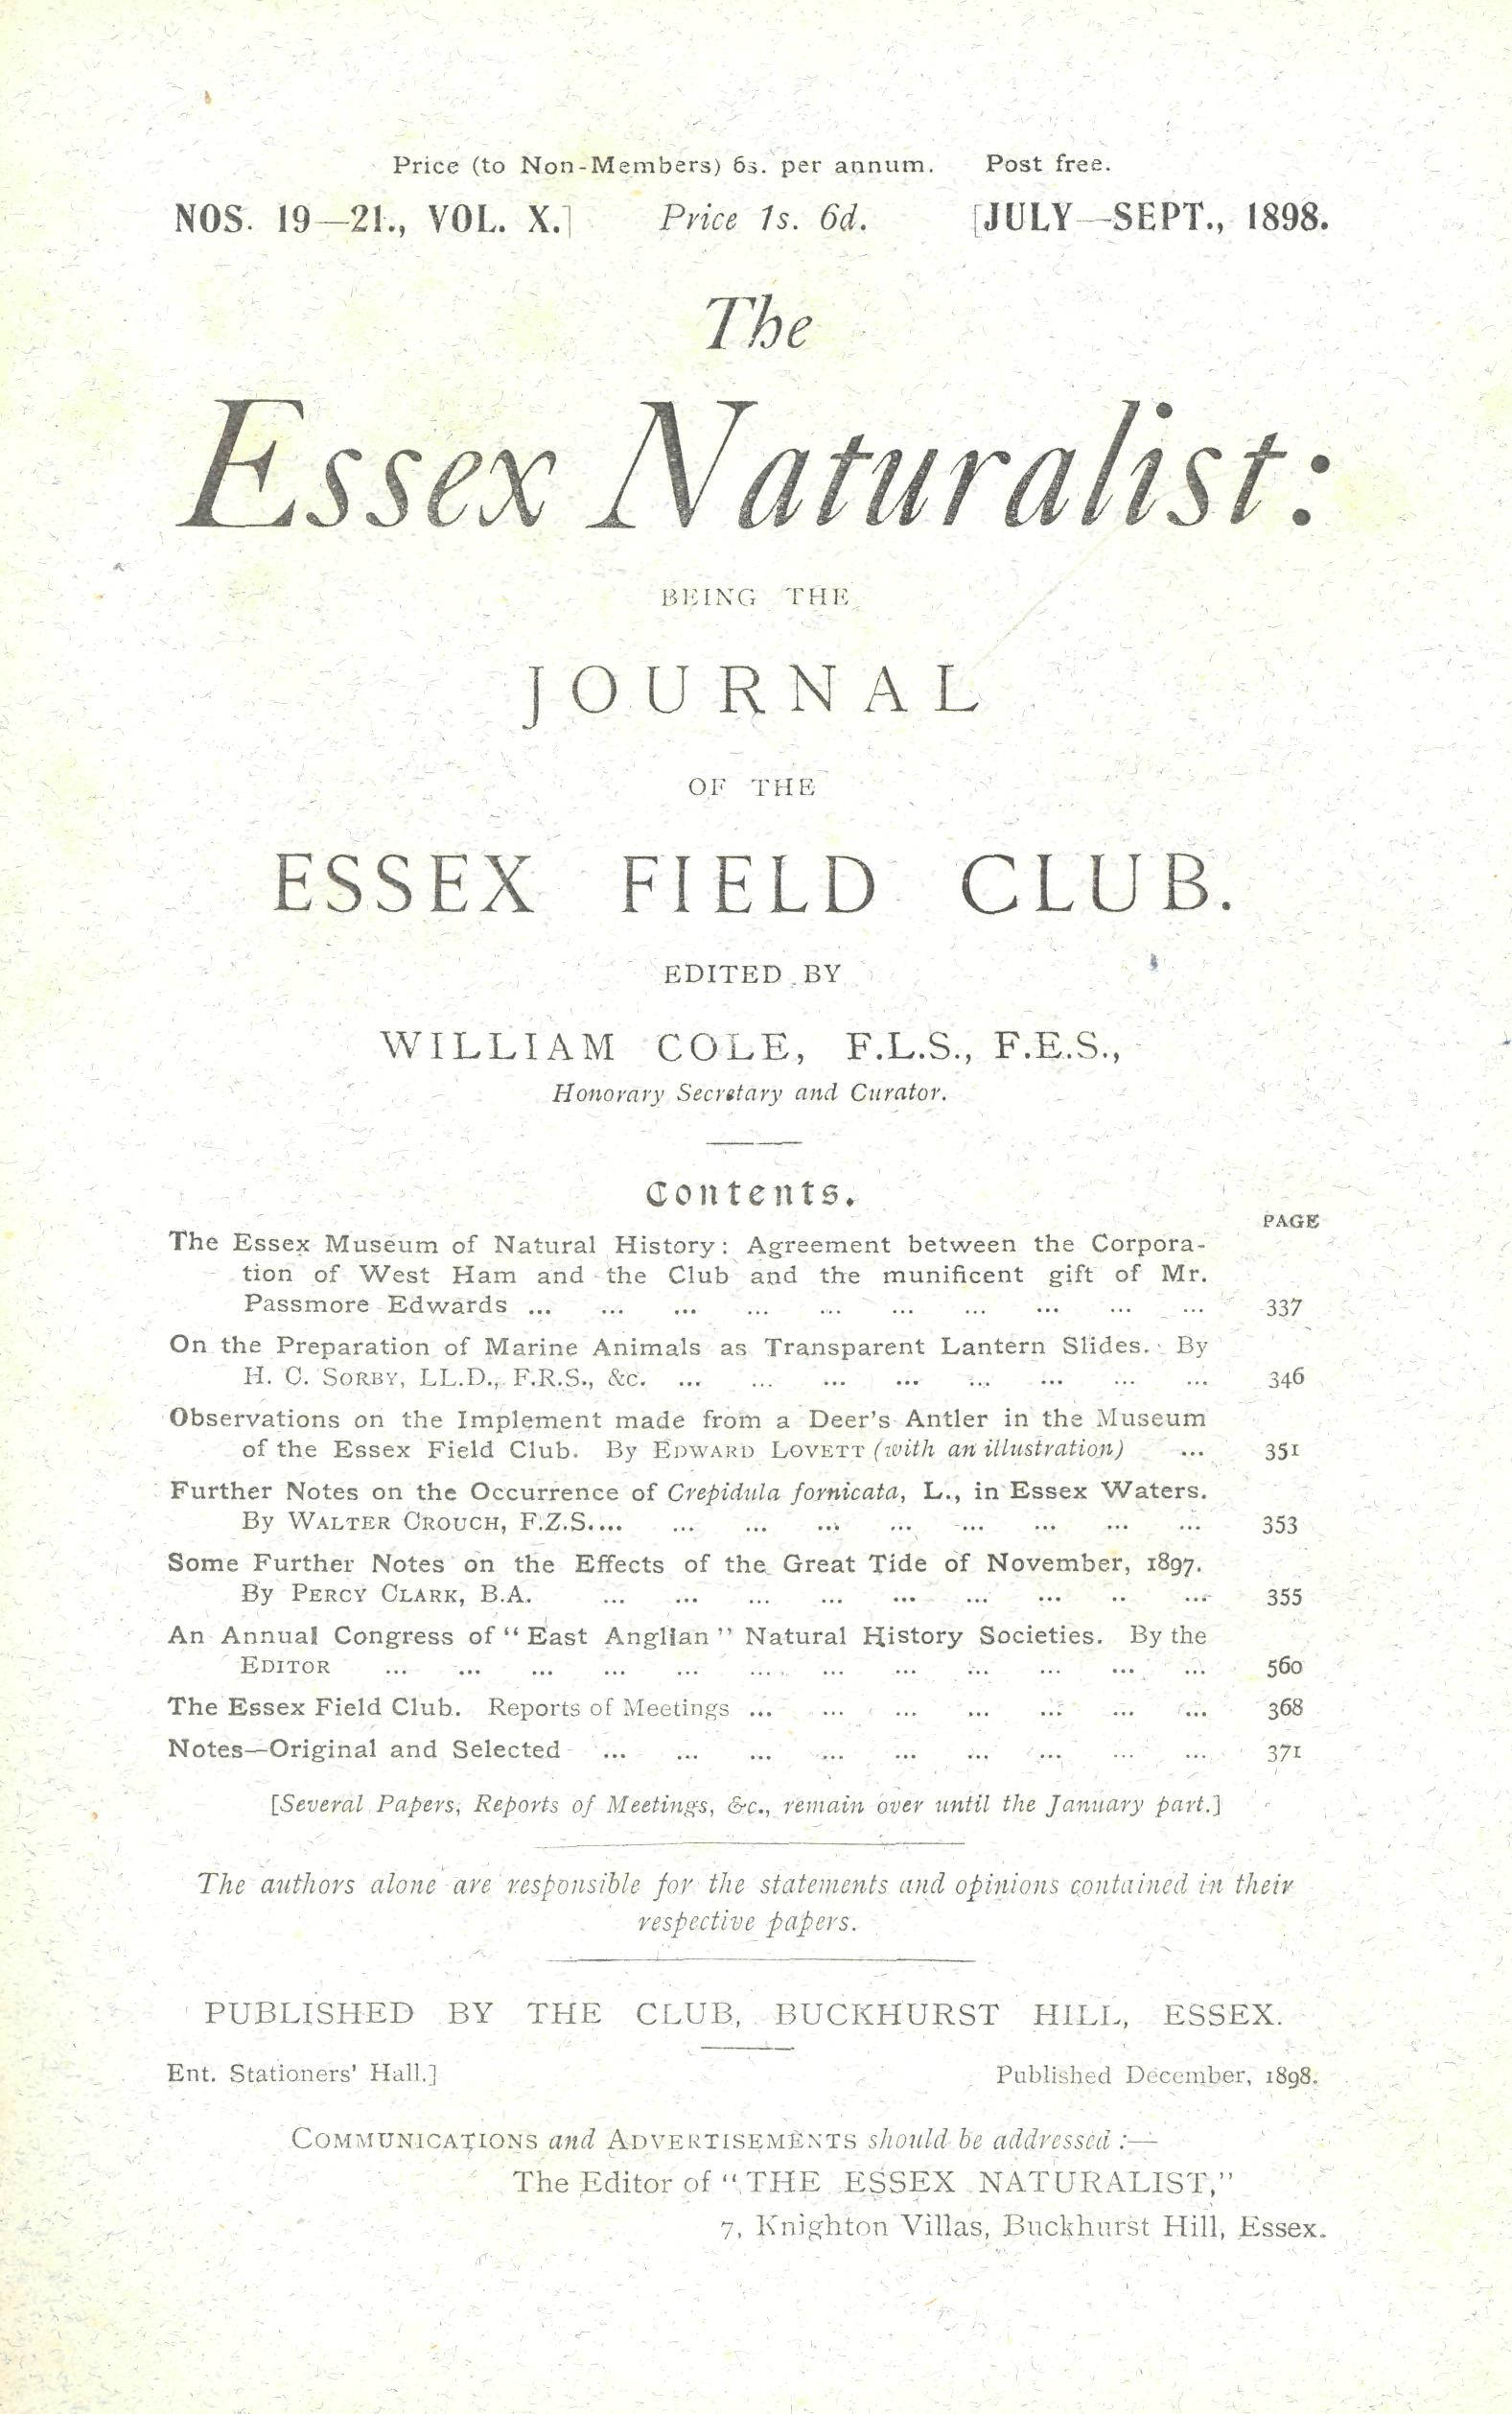 Price (to Non-Members) 6s. per annum. Post free.
NOS. 19—21., VOL. X.] Price 1s. 6d. [JULY—SEPT., 1898.
The
Essex Naturalist:
BEING THE
JOURNAL
OF THE
ESSEX FIELD CLUB.
EDITED BY
WILLIAM COLE, F.L.S., F.E.S.,
Honorary Secretary and Curator.
Contents.
PAGE
The Essex Museum of Natural History: Agreement between the Corpora-
tion of West Ham and the Club and the munificent gift of Mr.
Passmore Edwards ... ... ... ... ... ... ... ... ... ... 337
On the Preparation of Marine Animals as Transparent Lantern Slides. By
H. C. SORBY, LL.D., F.R.S., &c. ... ... ... ... ... ... ... ... 346
Observations on the Implement made from a Deer's Antler in the Museum
of the Essex Field Club. By EDWARD LOVETT (with an illustration) ... 351
Further Notes on the Occurrence of Crepidula fornicata, L., in Essex Waters.
By WALTER CROUCH, F.Z.S.... ... ... ... ... ... ... ... ... 353
Some Further Notes on the Effects of the Great Tide of November, 1897.
By PERCY CLARK, B.A. ... ... ... ... ... ... ... .. ... 355
An Annual Congress of "East Anglian" Natural History Societies. By the
EDITOR ... ... ... ... ... ... ... ... ... ... ... ... 560
The Essex Field Club. Reports of Meetings ... ... ... ... ... ... ... 368
Notes—Original and Selected ... ... ... ... ... ... ... ... ... 371
[Several Papers, Reports of Meetings, &c., remain over until the January part.]
The authors alone are responsible for the statements and opinions contained in their
respective papers.
PUBLISHED BY THE CLUB, BUCKHURST HILL, ESSEX.
Ent. Stationers' Hall.] Published December, 1898.
COMMUNICATIONS and ADVERTISEMENTS should be addressed :—
The Editor of "THE ESSEX NATURALIST,"
7, Knighton Villas, Buckhurst Hill, Essex.